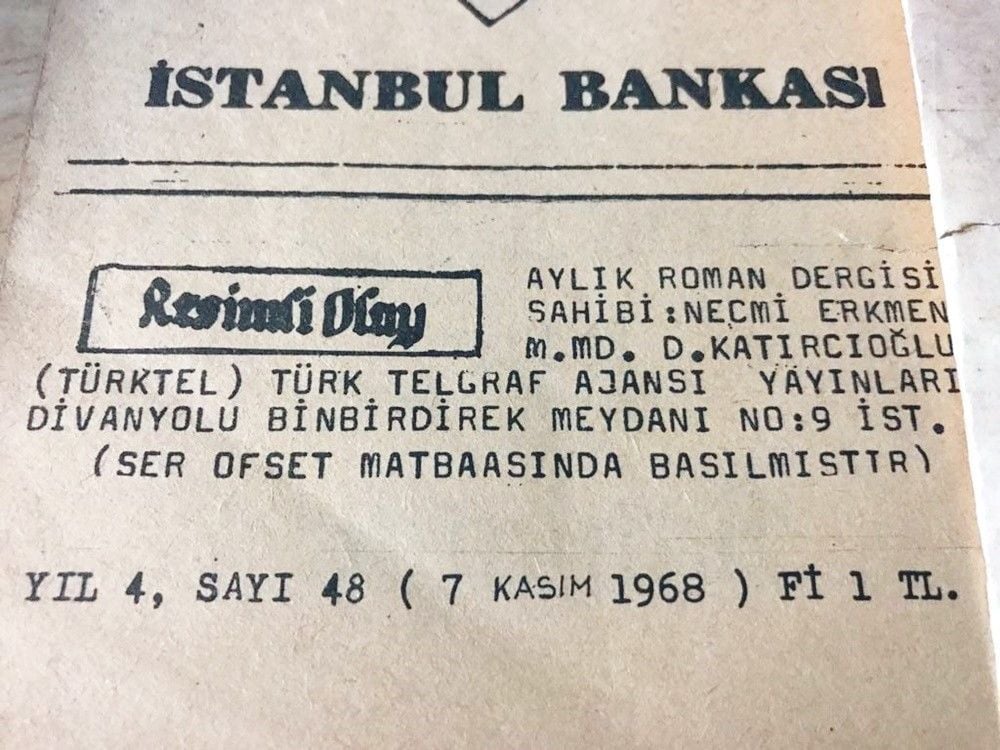 İSTANBUL BANKASI
Resimli Olay
AYLIK ROMAN DERGİSİ
SAHİBİ:NECMİ ERKMEN
M.MD. D.KATIRCIOĞLU
(TÜRKTEL) TÜRK TELGRAF AJANSI YAYINLARI
DİVANYOLU BİNBİRDİREK MEYDANI NO:9 İST.
(SER OFSET MATBAASINDA BASILMISTIR)
YIL 4, SAYI 48 ( 7 KASIM 1968 ) Fİ 1 TL.